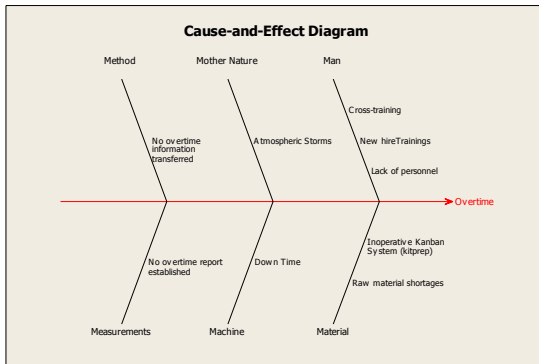 Cause-and-Effect Diagram
Method
Mother Nature
Man
Cross-training
No overtime
information
transferred
Atmospheric Storms
New hireTrainings
Lack of personnel
Overtime
Inoperative Kanban
System (kitprep)
No overtime report
established
Down Time
Raw material shortages
Measurements
Machine
Material